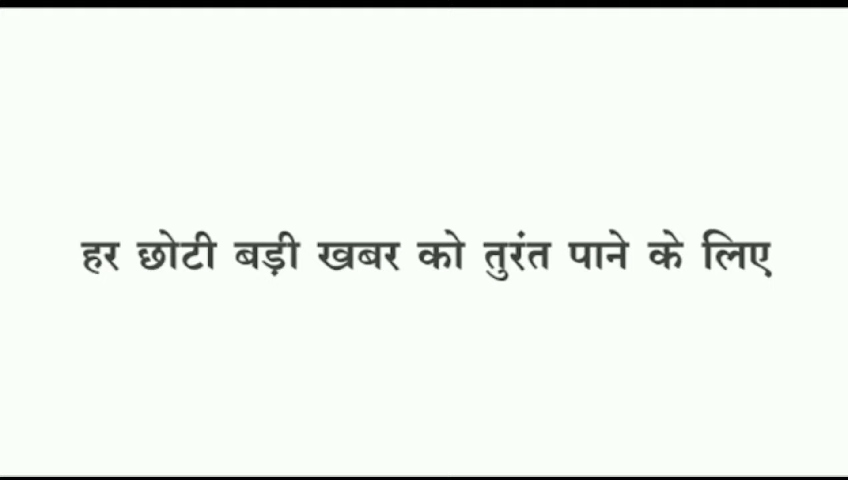 हर छोटी बड़ी खबर को तुरंत पाने के लिए